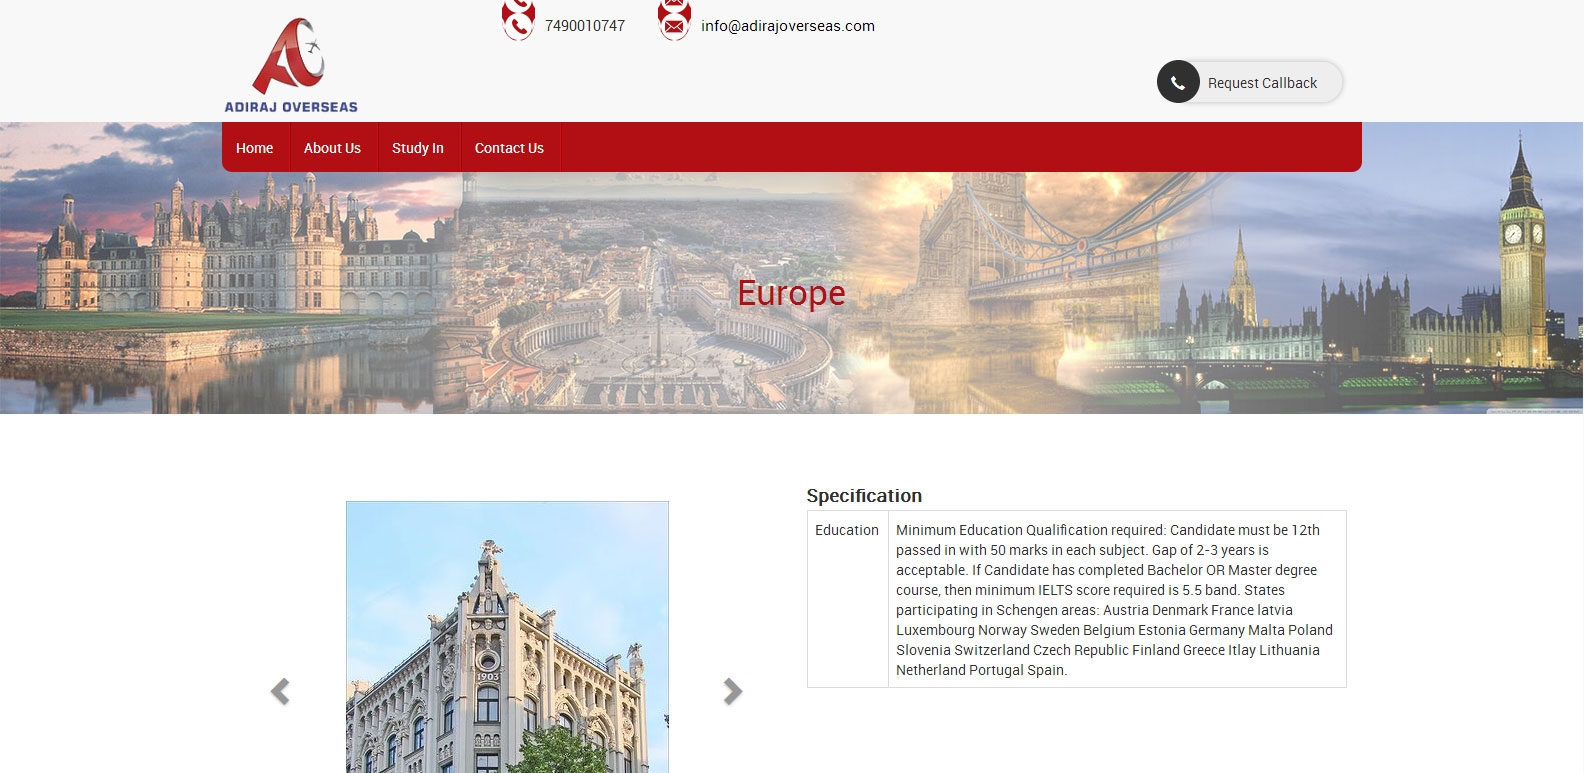 7490010747
info@adirajoverseas.com
ADIRAJ OVERSEAS
Request Callback
Home
About Us
Study In
Contact Us
Europe
Specification
Education
Minimum Education Qualification required: Candidate must be 12th
passed in with 50 marks in each subject. Gap of 2-3 years is
acceptable. If Candidate has completed Bachelor OR Master degree
course, then minimum IELTS score required is 5.5 band. States
participating in Schengen areas: Austria Denmark France latvia
Luxembourg Norway Sweden Belgium Estonia Germany Malta Poland
Slovenia Switzerland Czech Republic Finland Greece Itlay Lithuania
Netherland Portugal Spain.
1903